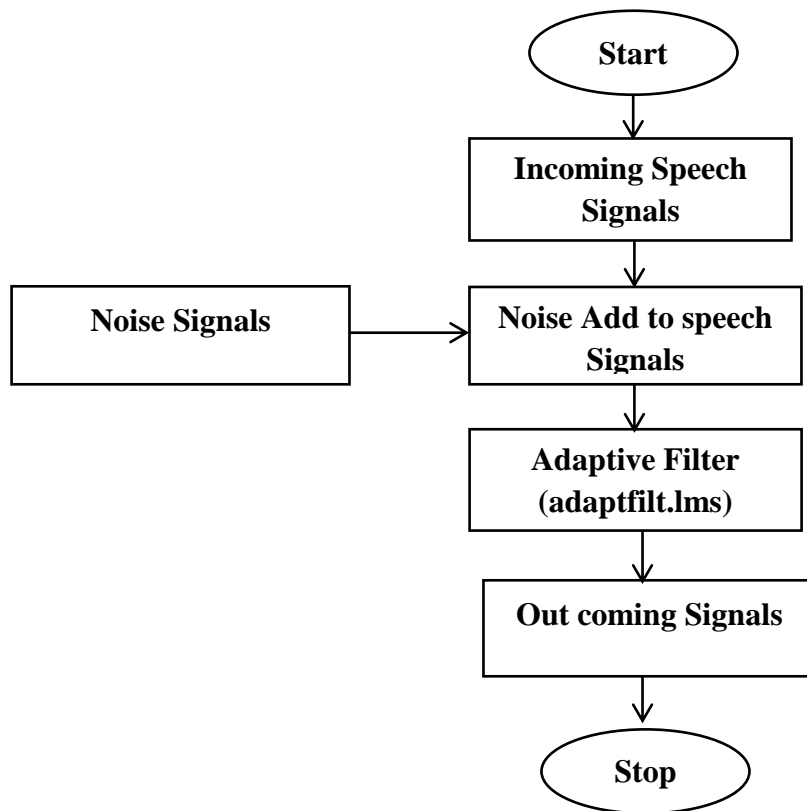 Start
Incoming Speech
Signals
Noise Signals
Noise Add to speech
Signals
Adaptive Filter
(adaptfilt.lms)
Out coming Signals
Stop